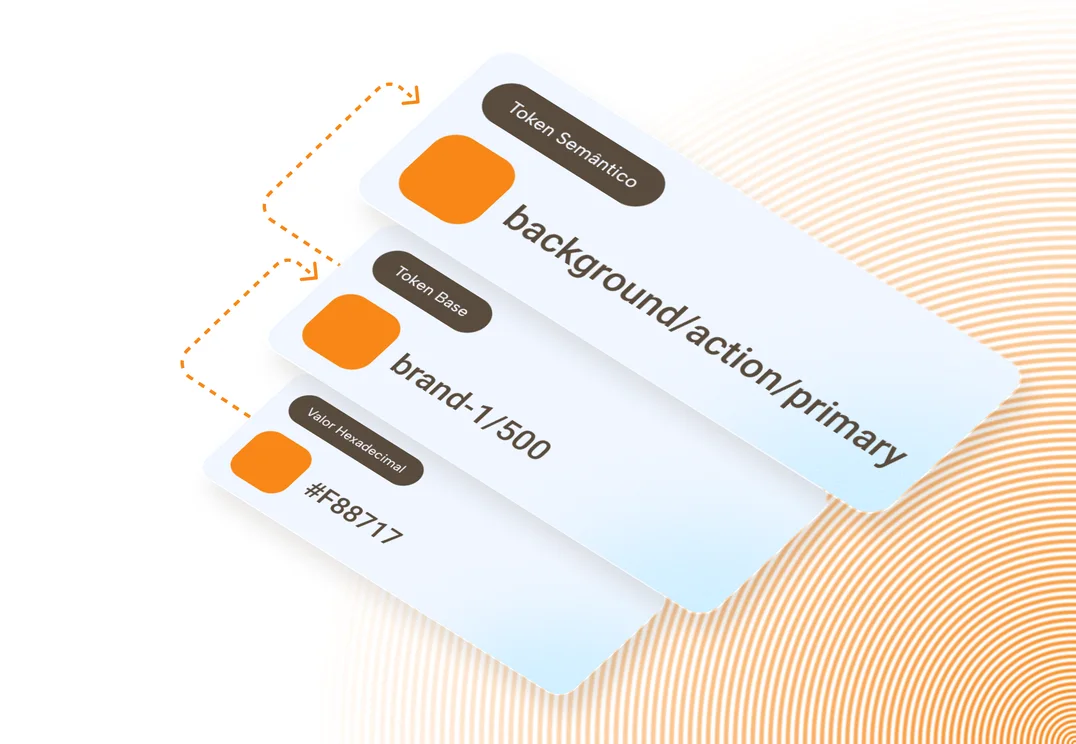 Token Semântico
background/action/primary
Token Base
brand-1/500
Valor Hexadecimal
#F88717